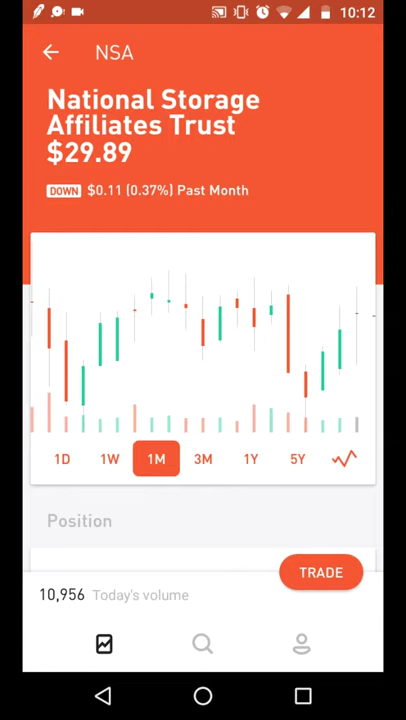 10:12
NSA
National Storage
Affiliates Trust
$29.89
DOWN $0.11 (0.37%) Past Month
1D 1W 1M 3M 1Y 5Y
Position
TRADE
10,956 Today's volume